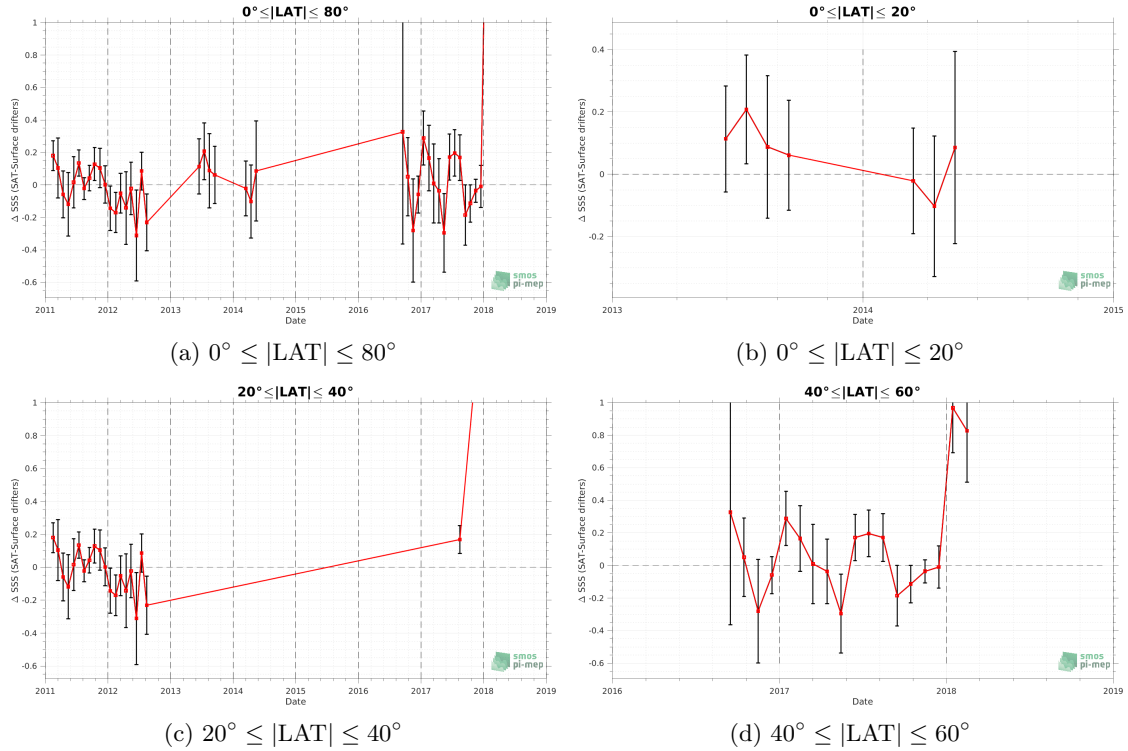 0°≤|LAT|≤ 80°
1
0.8
0.6
0.4
0.2
0
-0.2
-0.4
-0.6
Δ SSS (SAT-Surface drifters)
2011 2012 2013 2014 2015 2016 2017 2018 2019
Date
smos
pi-mep
(a) 0° ≤ |LAT| ≤ 80°
0°≤|LAT|≤ 20°
0.4
0.2
0
-0.2
Δ SSS (SAT-Surface drifters)
2013 2014 2015
Date
smos
pi-mep
(b) 0° ≤ |LAT| ≤ 20°
20°≤|LAT|≤ 40°
1
0.8
0.6
0.4
0.2
0
-0.2
-0.4
-0.6
Δ SSS (SAT-Surface drifters)
2011 2012 2013 2014 2015 2016 2017 2018 2019
Date
smos
pi-mep
(c) 20° ≤ |LAT| ≤ 40°
40°≤|LAT|≤ 60°
1
0.8
0.6
0.4
0.2
0
-0.2
-0.4
-0.6
Δ SSS (SAT-Surface drifters)
2016 2017 2018 2019
Date
smos
pi-mep
(d) 40° ≤ |LAT| ≤ 60°